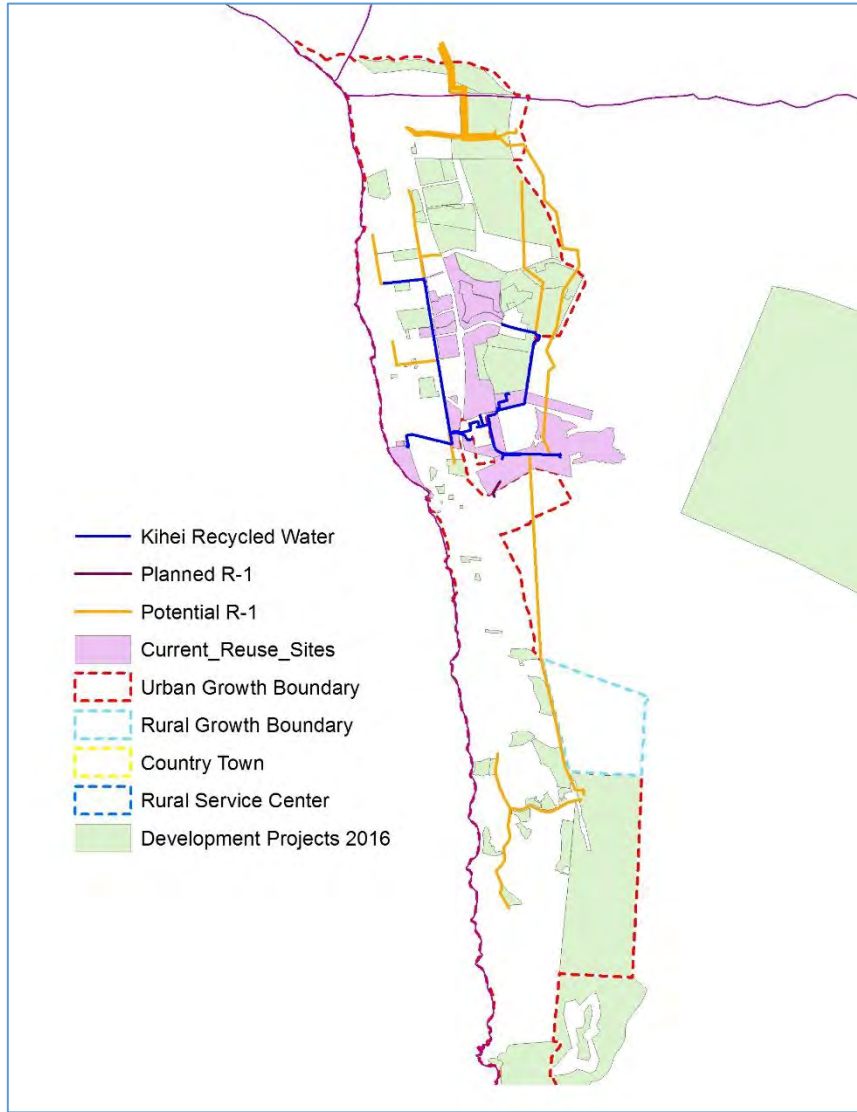 Kihei Recycled Water
Planned R-1
Potential R-1
Current_Reuse_Sites
Urban Growth Boundary
Rural Growth Boundary
Country Town
Rural Service Center
Development Projects 2016